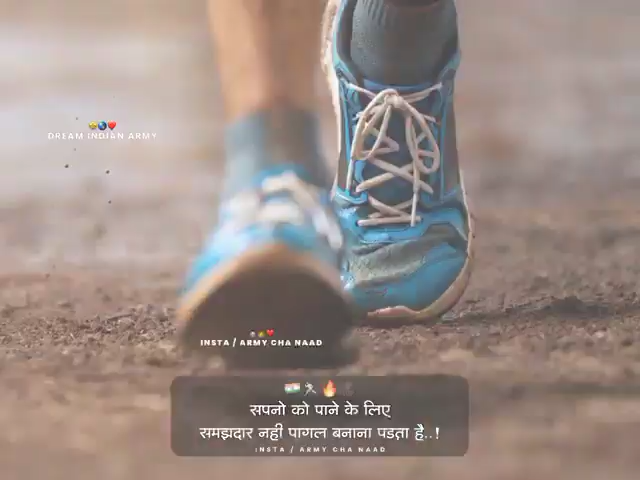 DREAM INDIAN ARMY
INSTA / ARMY CHA NAAD
सपनो को पाने के लिए
समझदार नही पागल बनाना पडता है..!
INSTA / ARMY CHA NAAD